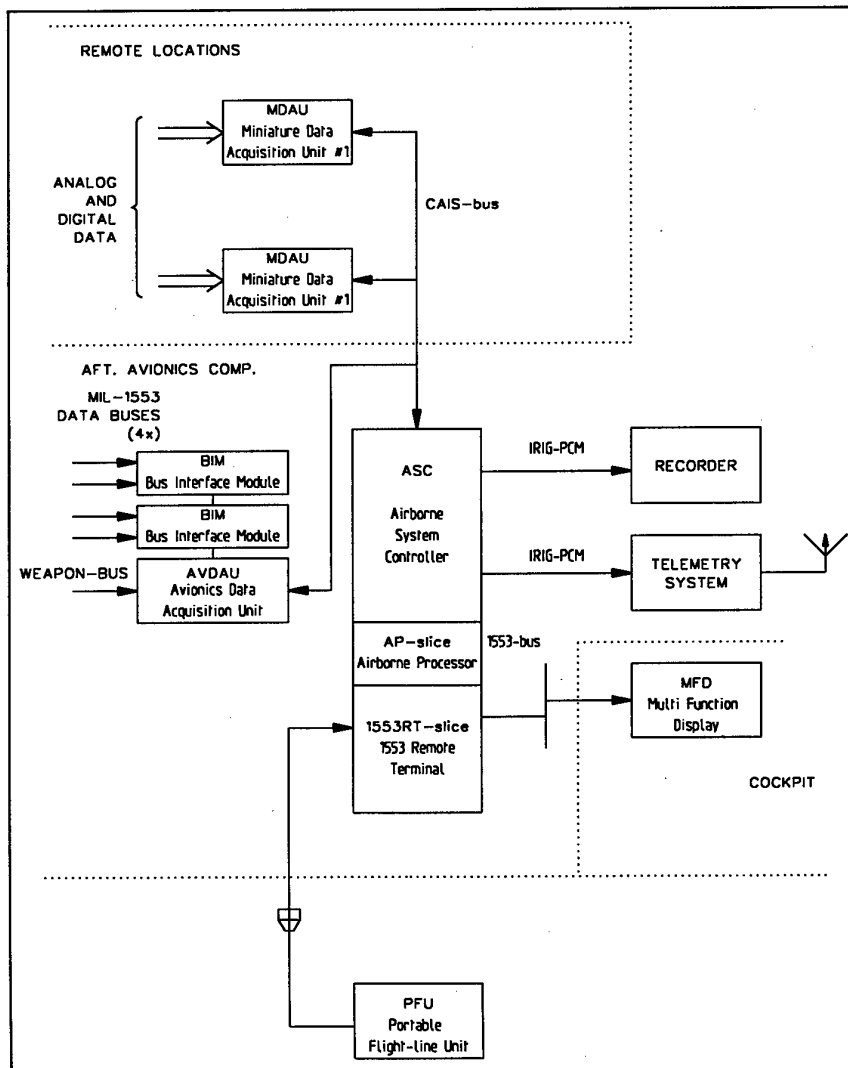 REMOTE LOCATIONS
MDAU
Miniature Data
Acquisition Unit #1
ANALOG
AND
DIGITAL
DATA
CAIS-bus
MDAU
Miniature Data
Acquisition Unit #1
AFT. AVIONICS COMP.
MIL-1553
DATA BUSES
(4x)
BIM
Bus Interface Module
BIM
Bus Interface Module
WEAPON-BUS
AVDAU
Avionics Data
Acquisition Unit
ASC
Airborne
System
Controller
IRIG-PCM
RECORDER
IRIG-PCM
TELEMETRY
SYSTEM
AP-slice
Airborne Processor
1553-bus
1553RT-slice
1553 Remote
Terminal
MFD
Multi Function
Display
COCKPIT
PFU
Portable
Flight-line Unit